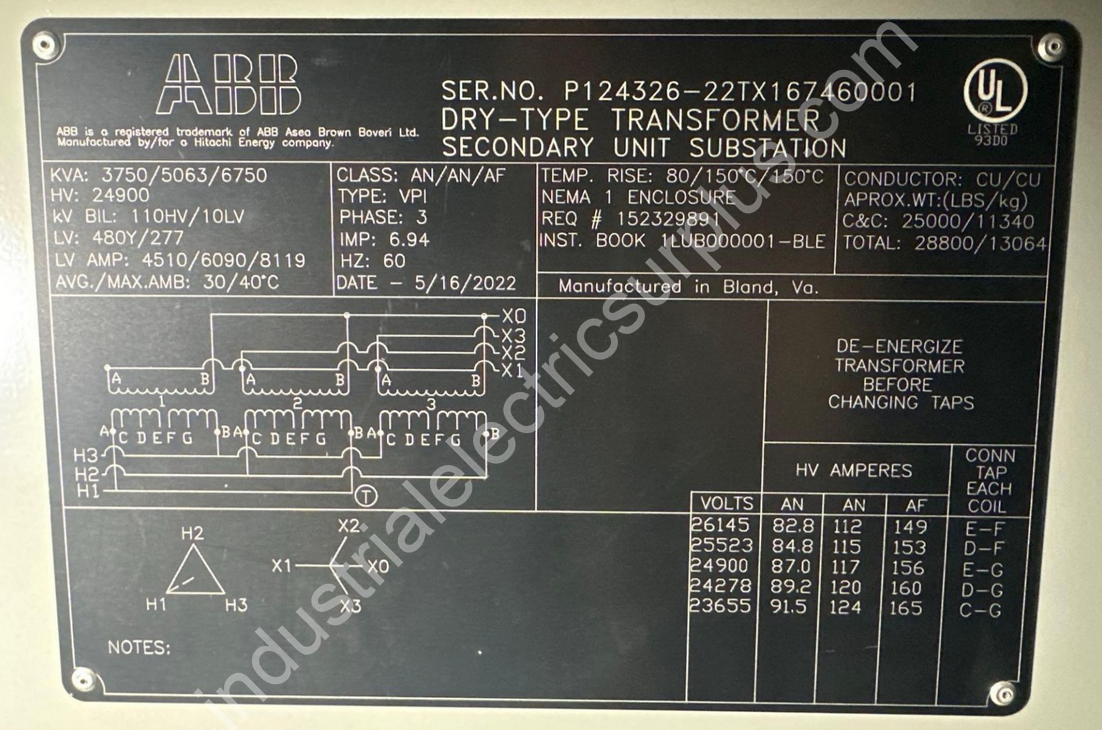 ABB
ABB is a registered trademark of ABB Asea Brown Boveri Ltd.
Manufactured by/for a Hitachi Energy company.
SER.NO. P124326-22TX167460001
DRY-TYPE TRANSFORMER
SECONDARY UNIT SUBSTATION
UL
®
LISTED
93D0
KVA: 3750/5063/6750
HV: 24900
kV BIL: 110HV/10LV
LV: 480Y/277
LV AMP: 4510/6090/8119
AVG./MAX.AMB: 30/40°C
CLASS: AN/AN/AF
TYPE: VPI
PHASE: 3
IMP: 6.94
HZ: 60
DATE - 5/16/2022
TEMP. RISE: 80/150°C/150°C
NEMA 1 ENCLOSURE
REQ # 152329891
INST. BOOK 1LUB000001-BLE
CONDUCTOR: CU/CU
APROX.WT:(LBS/kg)
C&C: 25000/11340
TOTAL: 28800/13064
Manufactured in Bland, Va.
X0
X3
X2
X1
A B A B A B
1 2 3
A C D E F G B A C D E F G B A C D E F G B
H3
H2
H1
T
DE-ENERGIZE
TRANSFORMER
BEFORE
CHANGING TAPS
HV AMPERES
CONN
TAP
EACH
COIL
VOLTS AN AN AF
26145 82.8 112 149 E-F
25523 84.8 115 153 D-F
24900 87.0 117 156 E-G
24278 89.2 120 160 D-G
23655 91.5 124 165 C-G
H2
H1 H3
X2
X1 X0
X3
NOTES:
industrialelectricsurplus.com